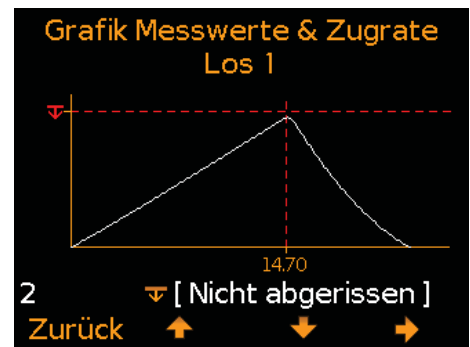 Grafik Messwerte & Zugrate
Los 1
14.70
2 [ Nicht abgerissen ]
Zurück